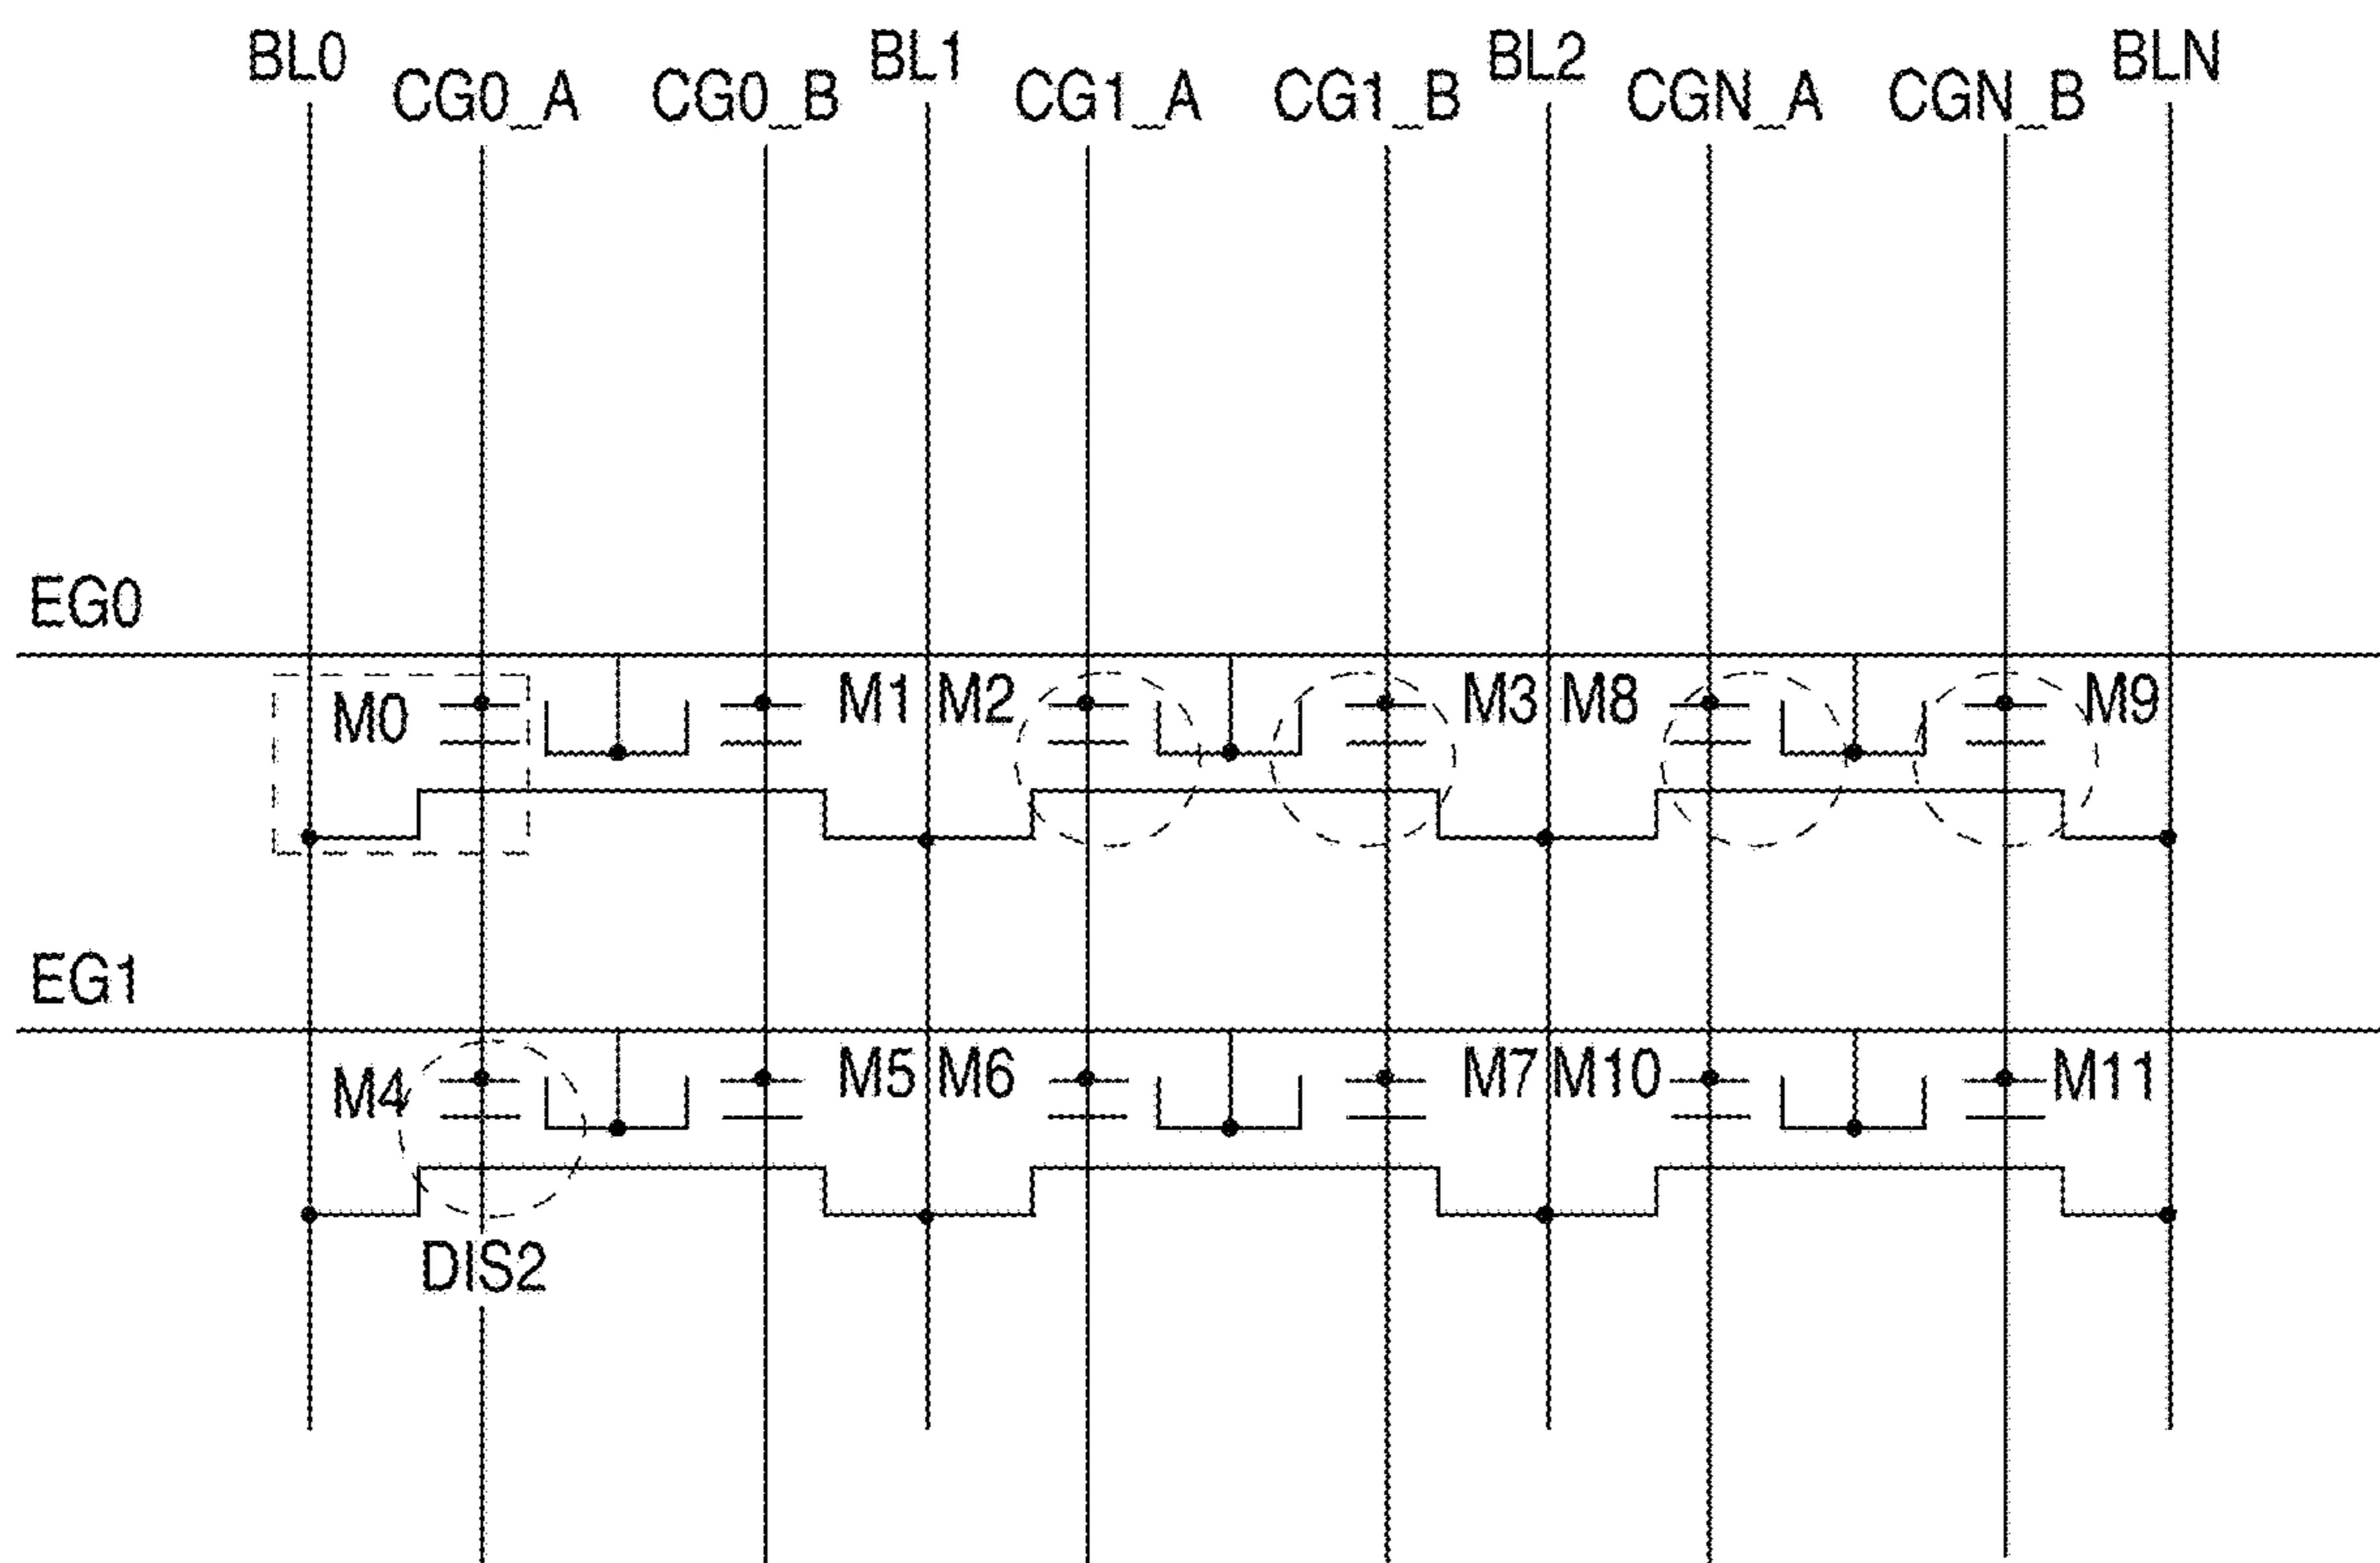 BL0 CG0_A CG0_B BL1 CG1_A CG1_B BL2 CGN_A CGN_B BLN
EG0
M0 M1 M2 M3 M8 M9
EG1
M4 M5 M6 M7 M10 M11
DIS2